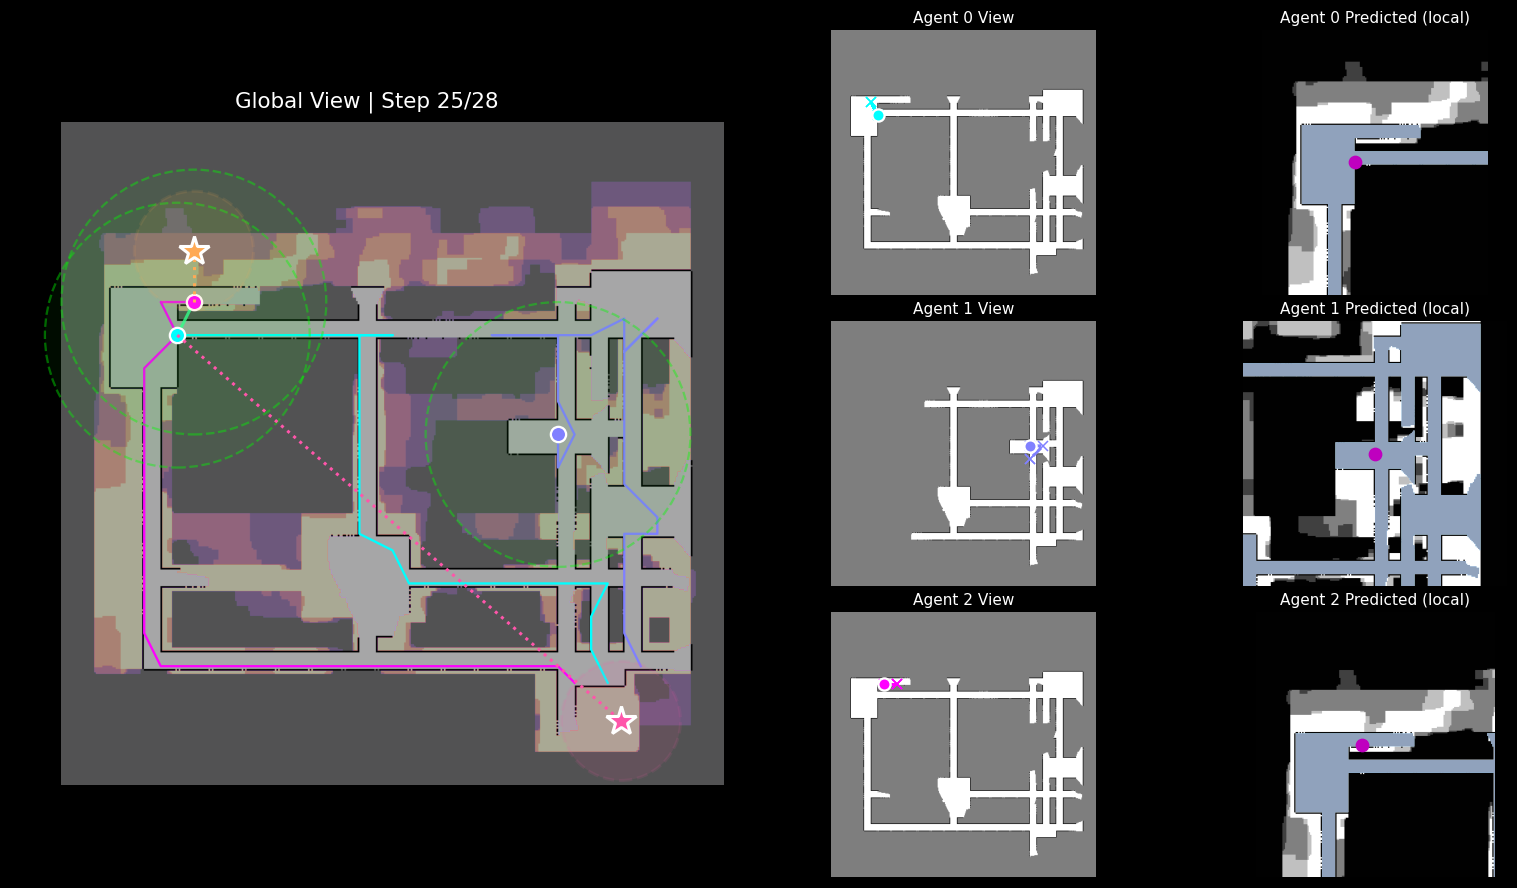 Global View | Step 25/28
Agent 0 View
Agent 0 Predicted (local)
Agent 1 View
Agent 1 Predicted (local)
Agent 2 View
Agent 2 Predicted (local)